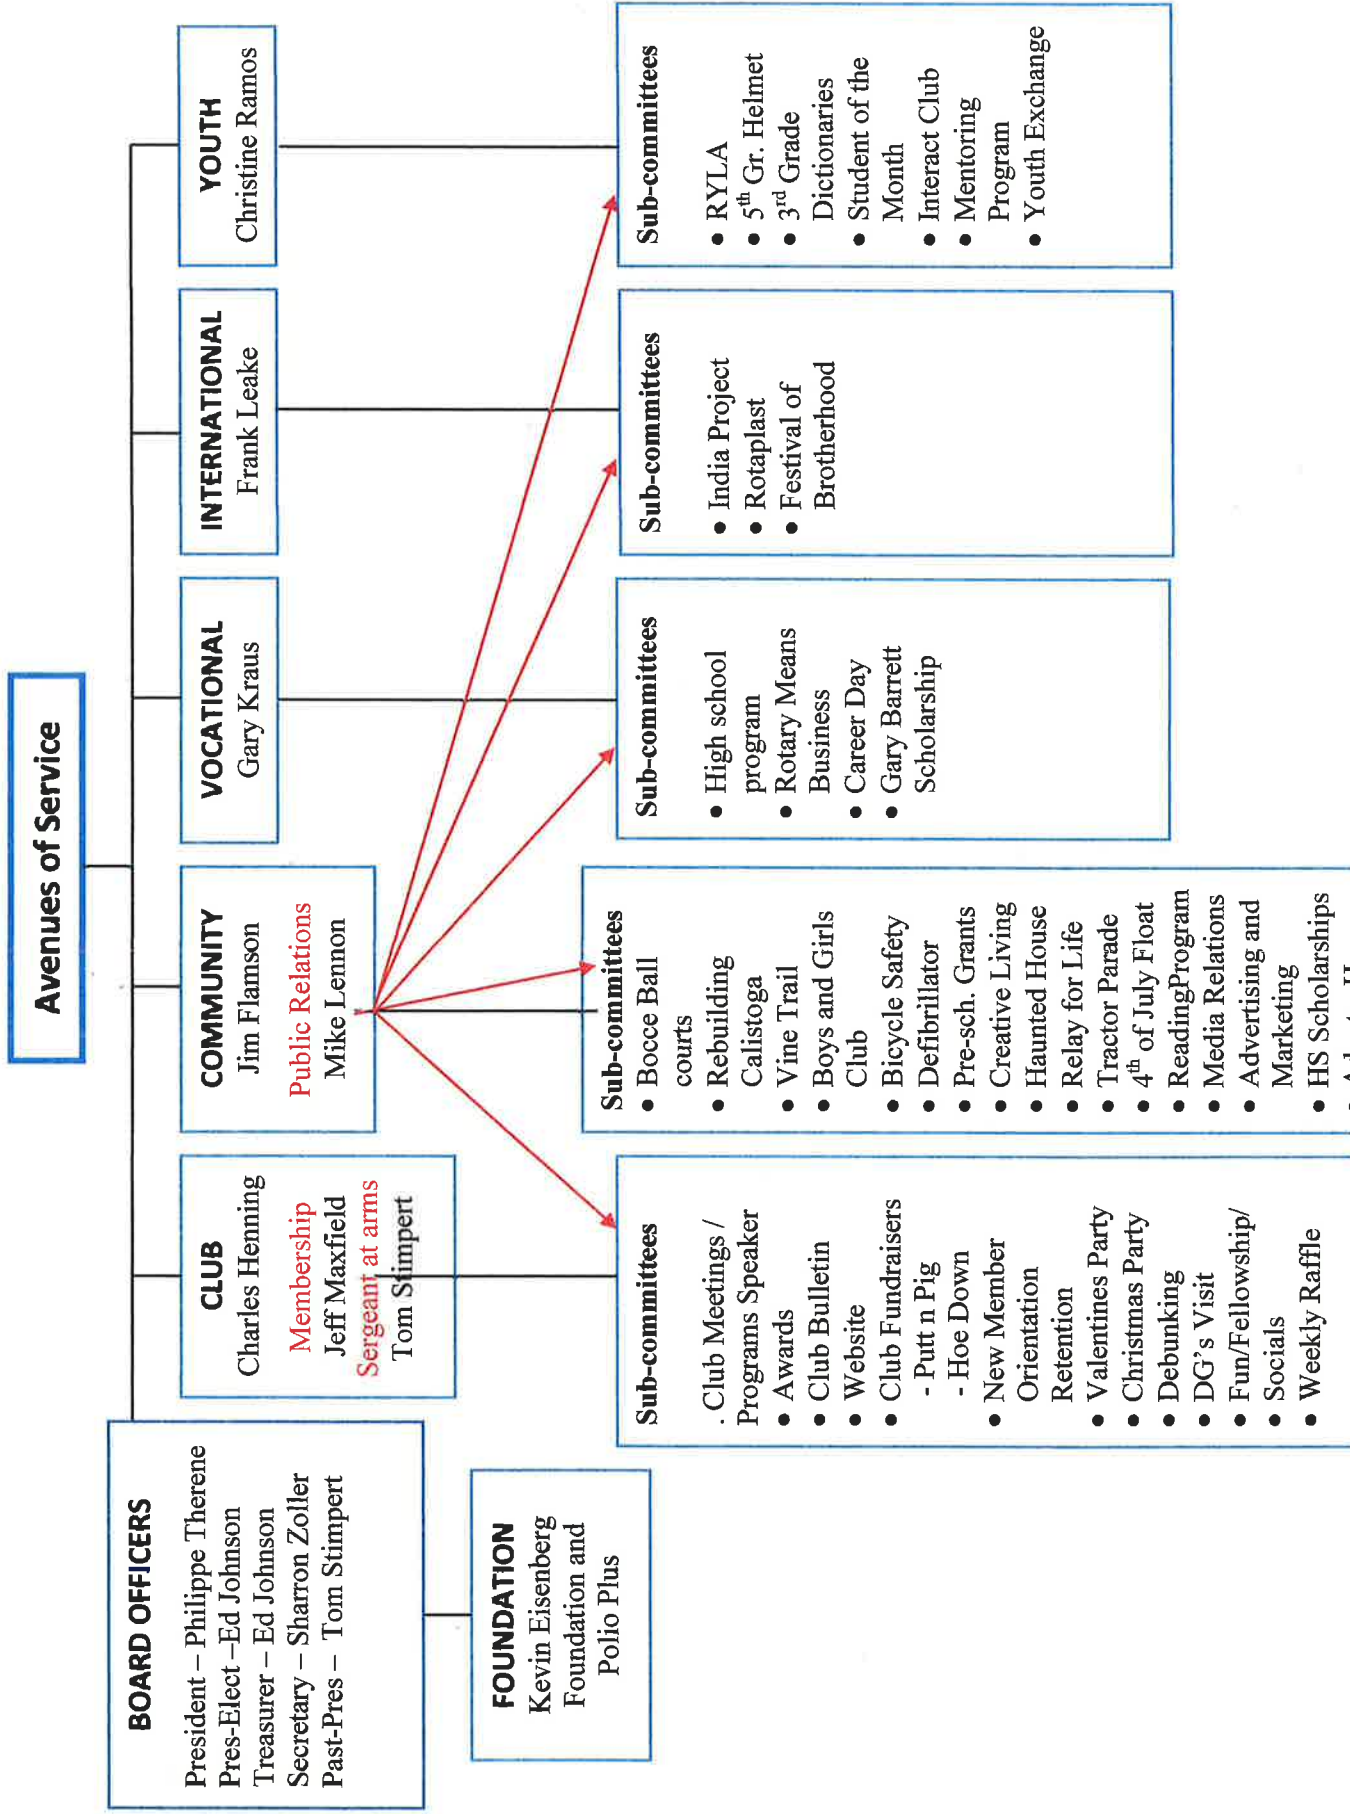 Avenues of Service
BOARD OFFICERS
President – Philippe Therene
Pres-Elect –Ed Johnson
Treasurer – Ed Johnson
Secretary – Sharron Zoller
Past-Pres – Tom Stimpert
FOUNDATION
Kevin Eisenberg
Foundation and
Polio Plus
CLUB
Charles Henning
Membership
Jeff Maxfield
Sergeant at arms
Tom Stimpert
COMMUNITY
Jim Flamson
Public Relations
Mike Lennon
VOCATIONAL
Gary Kraus
INTERNATIONAL
Frank Leake
YOUTH
Christine Ramos
Sub-committees
. Club Meetings /
Programs Speaker
• Awards
• Club Bulletin
• Website
• Club Fundraisers
- Putt n Pig
- Hoe Down
• New Member
Orientation
Retention
• Valentines Party
• Christmas Party
• Debunking
• DG's Visit
• Fun/Fellowship/
• Socials
• Weekly Raffle
Sub-committees
• Bocce Ball
courts
• Rebuilding
Calistoga
• Vine Trail
• Boys and Girls
Club
• Bicycle Safety
• Defibrillator
• Pre-sch. Grants
• Creative Living
• Haunted House
• Relay for Life
• Tractor Parade
• 4th of July Float
• ReadingProgram
• Media Relations
• Advertising and
Marketing
• HS Scholarships
Sub-committees
• High school
program
• Rotary Means
Business
• Career Day
• Gary Barrett
Scholarship
Sub-committees
• India Project
• Rotaplast
• Festival of
Brotherhood
Sub-committees
• RYLA
• 5th Gr. Helmet
• 3rd Grade
Dictionaries
• Student of the
Month
• Interact Club
• Mentoring
Program
• Youth Exchange